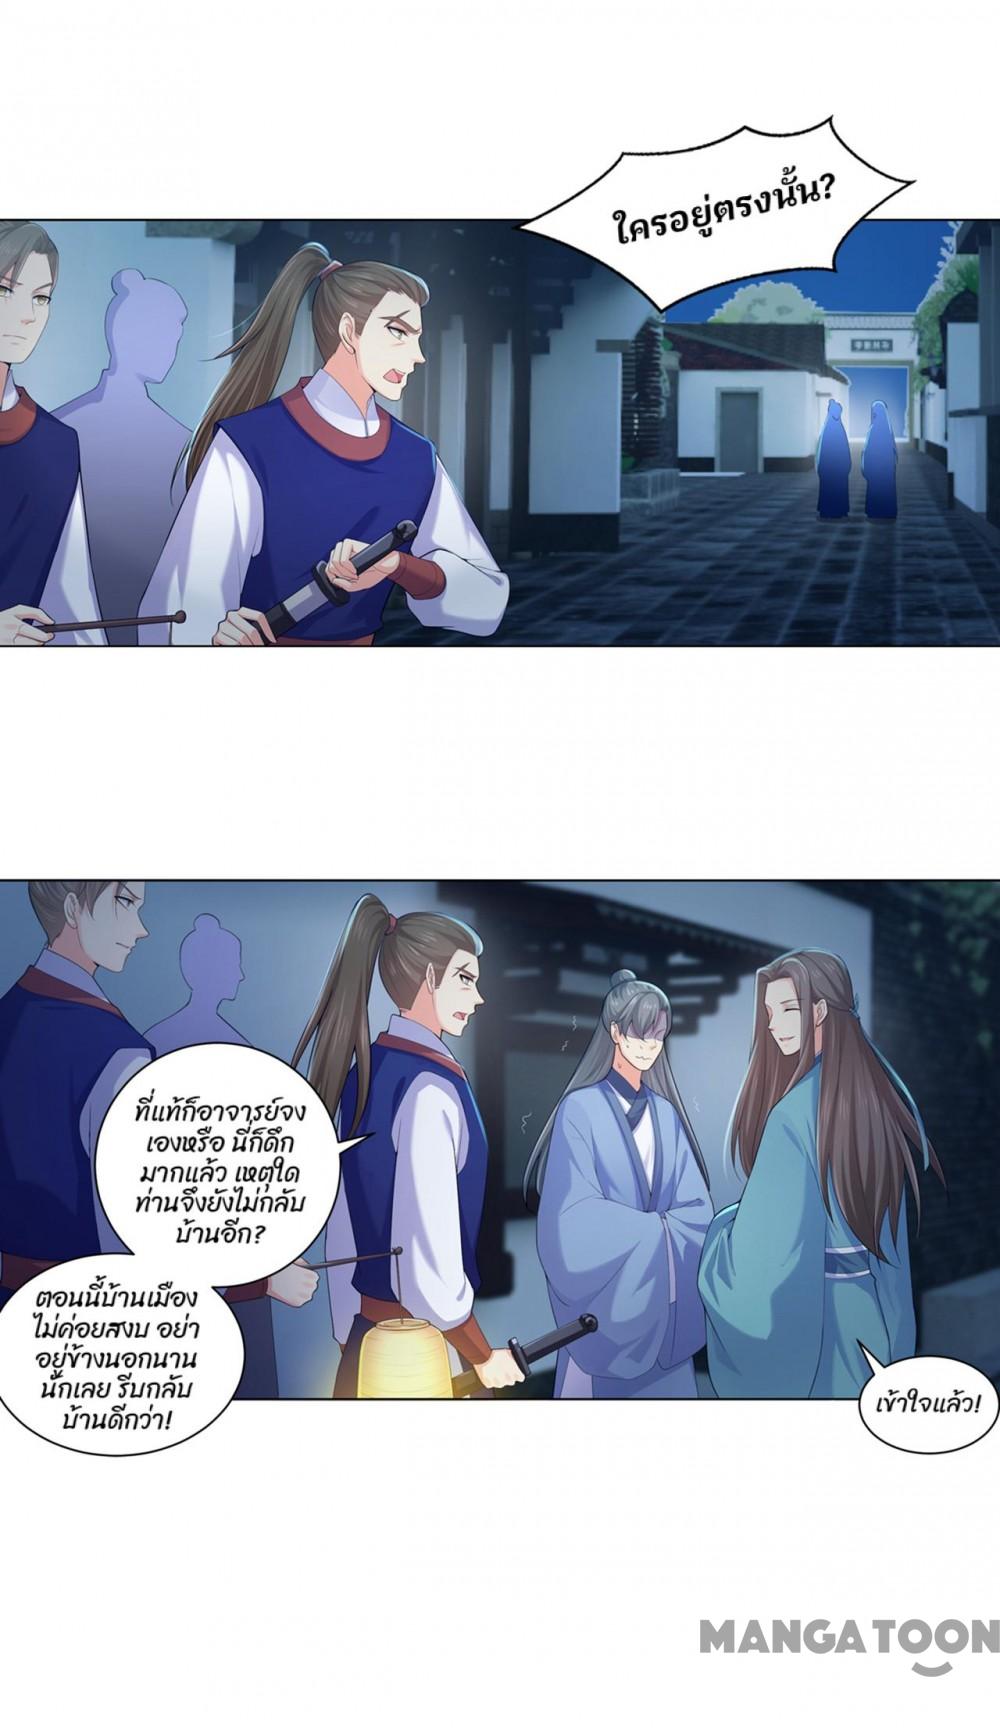 ใครอยู่ตรงนั้น?
ที่แท้ก็อาจารย์จง
เองหรือ นี่ก็ดึก
มากแล้ว เหตุใด
ท่านจึงยังไม่กลับ
บ้านอีก?
ตอนนี้บ้านเมือง
ไม่ค่อยสงบ อย่า
อยู่ข้างนอกนาน
นักเลย รีบกลับ
บ้านดีกว่า!
เข้าใจแล้ว!
MANGATOON